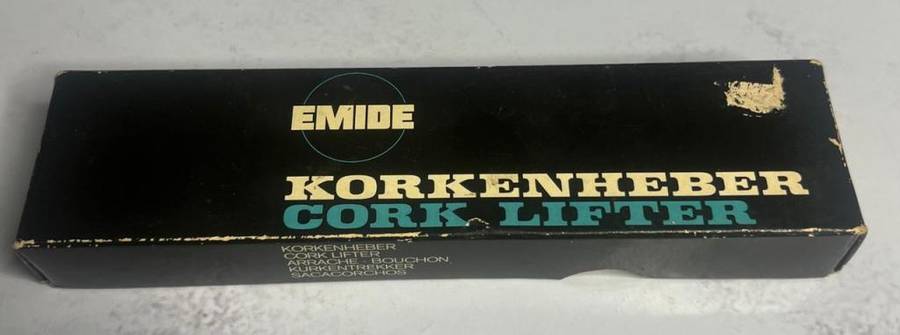 EMIDE
KORKENHEBER
CORK LIFTER
KORKENHEBER
CORK LIFTER
ARRACHE-BOUCHON
KURKENTREKKER
SACACORCHOS